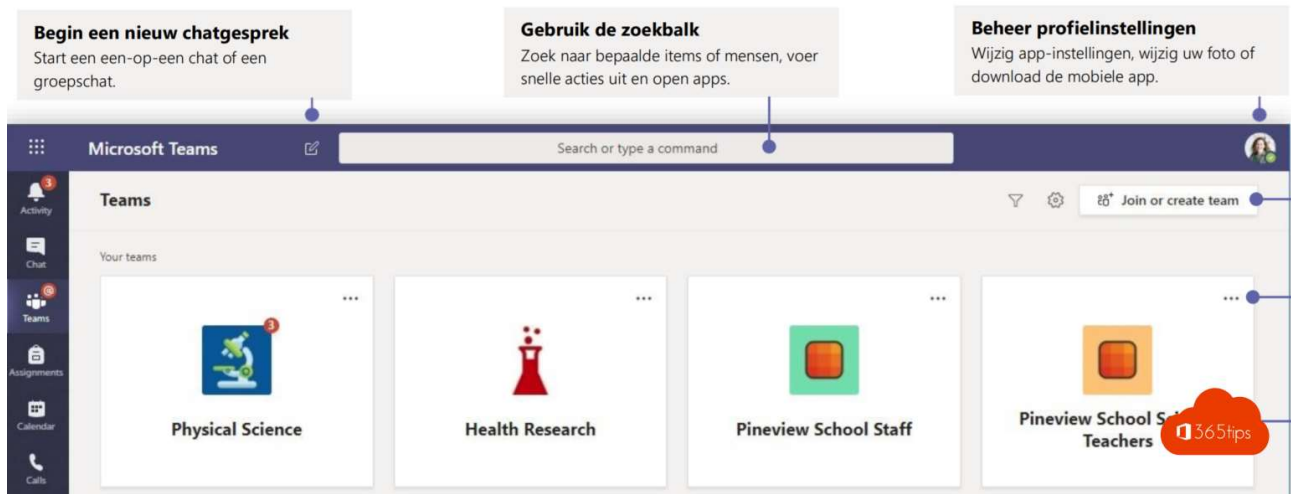 Begin een nieuw chatgesprek
Start een een-op-een chat of een
groepschat.
Gebruik de zoekbalk
Zoek naar bepaalde items of mensen, voer
snelle acties uit en open apps.
Beheer profielinstellingen
Wijzig app-instellingen, wijzig uw foto of
download de mobiele app.
Microsoft Teams
Search or type a command
3
Activity
Chat
@
Teams
Assignments
Calendar
Calls
Teams
Join or create team
Your teams
3
Physical Science
Health Research
Pineview School Staff
Pineview School
Teachers
365tips